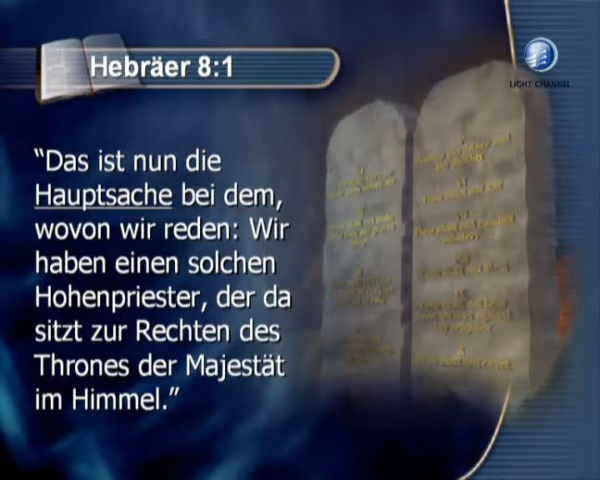 Hebräer 8:1
LIGHT CHANNEL
"Das ist nun die
Hauptsache bei dem,
wovon wir reden: Wir
haben einen solchen
Hohenpriester, der da
sitzt zur Rechten des
Thrones der Majestät
im Himmel."